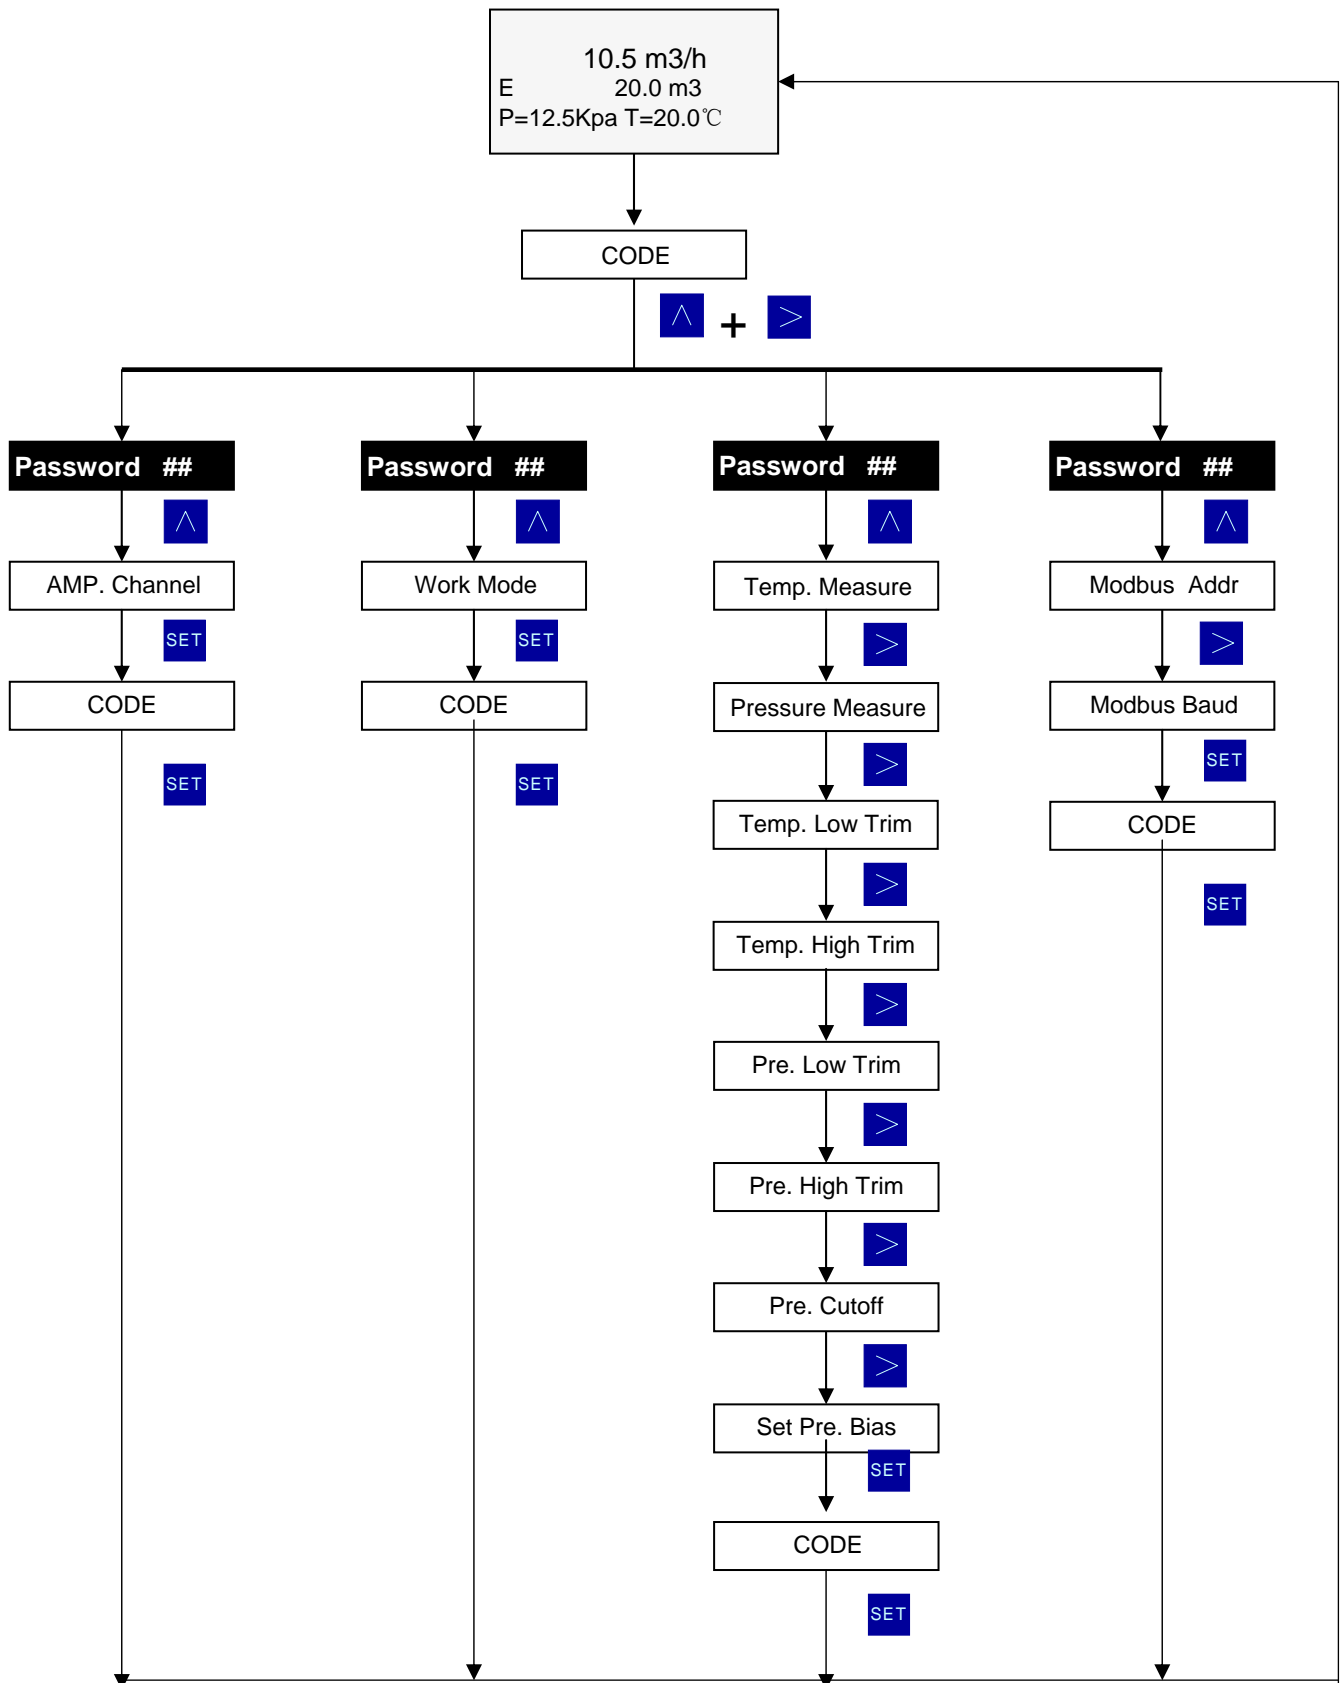 10.5 m3/h
E 20.0 m3
P=12.5Kpa T=20.0℃
CODE
∧ + >
Password ##
Password ##
Password ##
Password ##
∧
∧
∧
∧
AMP. Channel
Work Mode
Temp. Measure
Modbus Addr
SET
SET
>
>
CODE
CODE
Pressure Measure
Modbus Baud
SET
SET
>
SET
Temp. Low Trim
CODE
>
SET
Temp. High Trim
>
Pre. Low Trim
>
Pre. High Trim
>
Pre. Cutoff
>
Set Pre. Bias
SET
CODE
SET